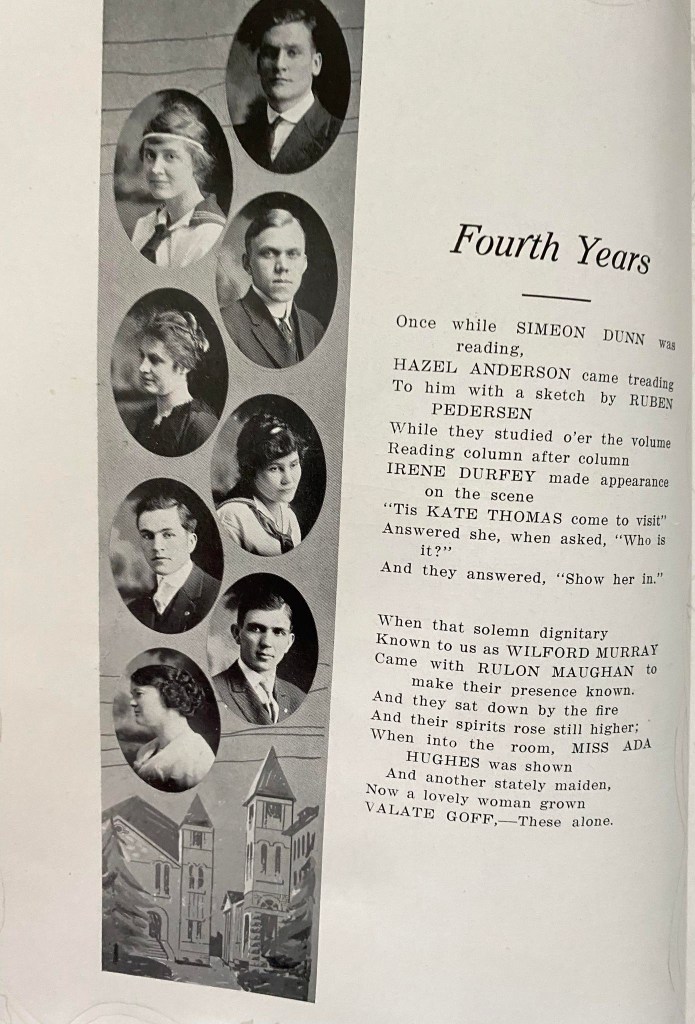 Fourth Years
Once while SIMEON DUNN was
reading,
HAZEL ANDERSON came treading
To him with a sketch by RUBEN
PEDERSEN
While they studied o'er the volume
Reading column after column
IRENE DURFEY made appearance
on the scene
"Tis KATE THOMAS come to visit"
Answered she, when asked, "Who is
it?"
And they answered, "Show her in."
When that solemn dignitary
Known to us as WILFORD MURRAY
Came with RULON MAUGHAN to
make their presence known.
And they sat down by the fire
And their spirits rose still higher;
When into the room, MISS ADA
HUGHES was shown
And another stately maiden,
Now a lovely woman grown
VALATE GOFF,—These alone.